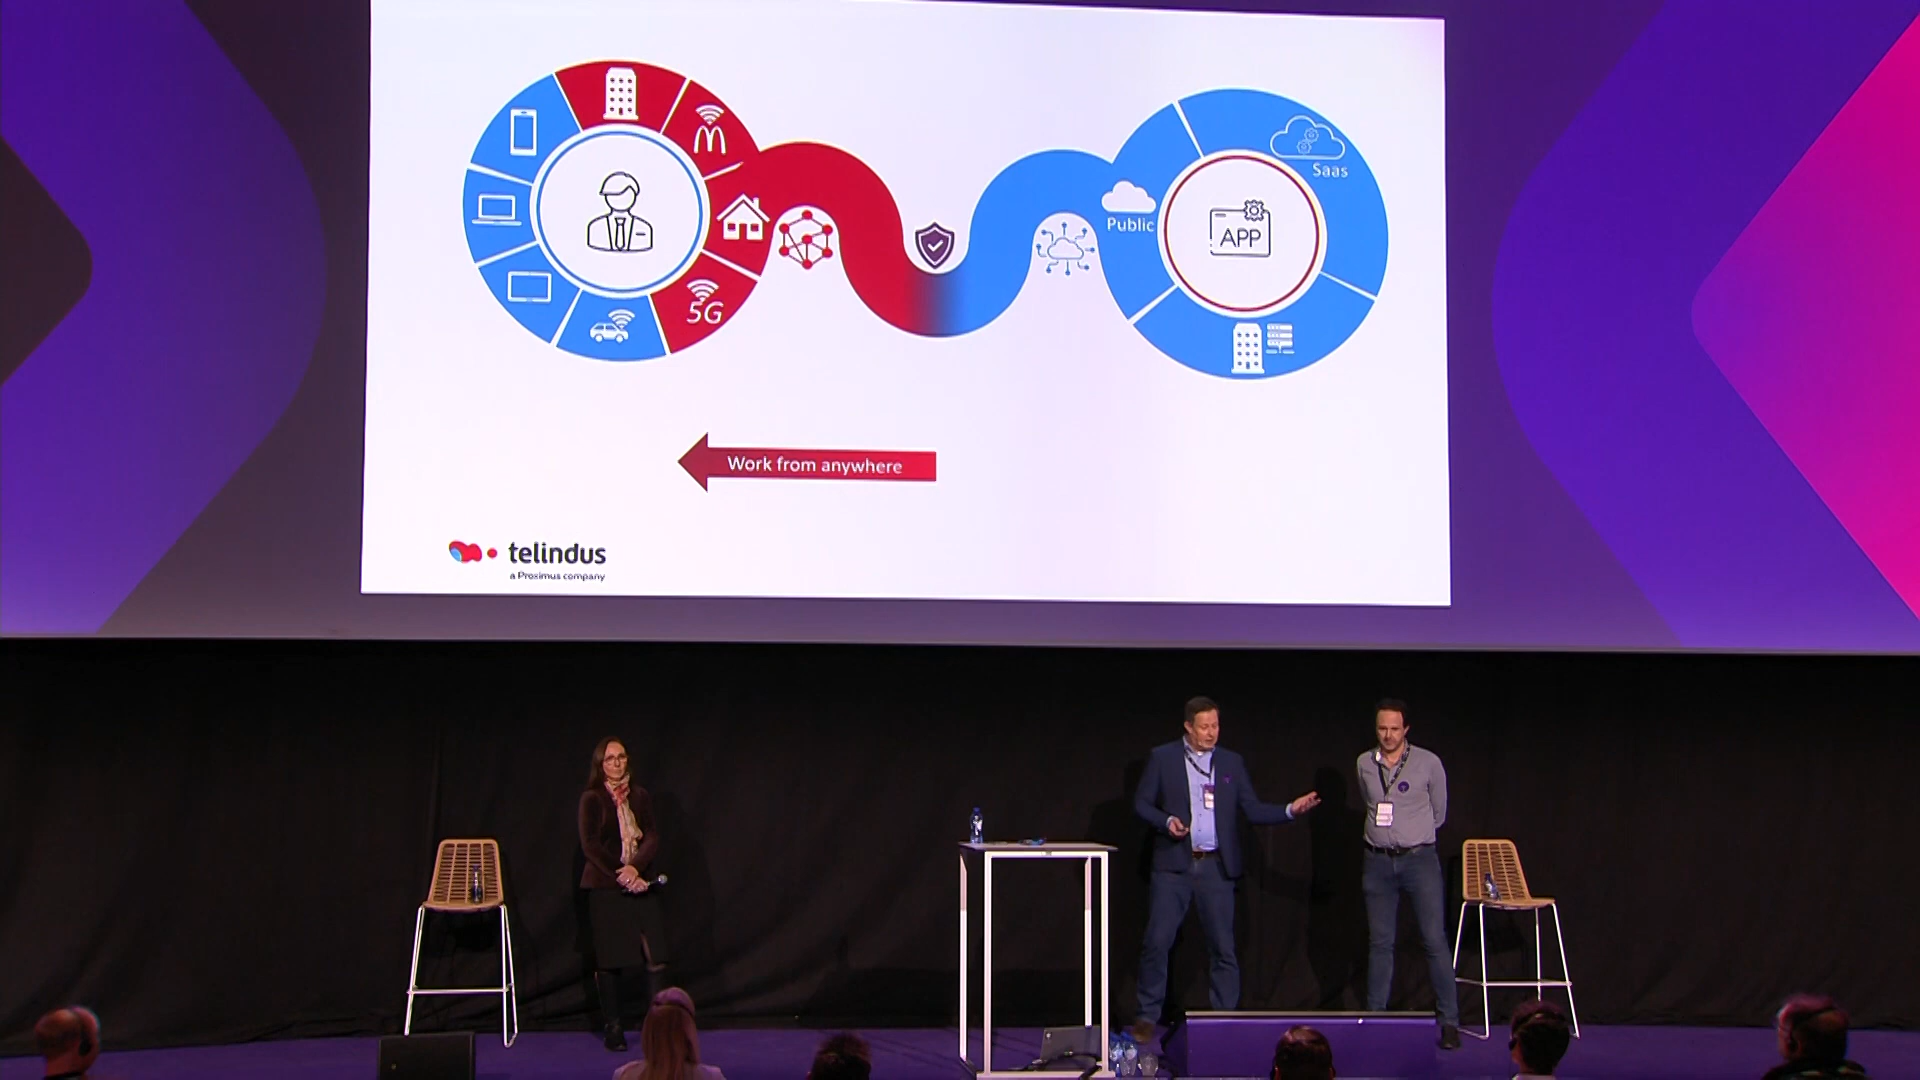 Saas
Public
APP
5G
Work from anywhere
telindus
a Proximus company